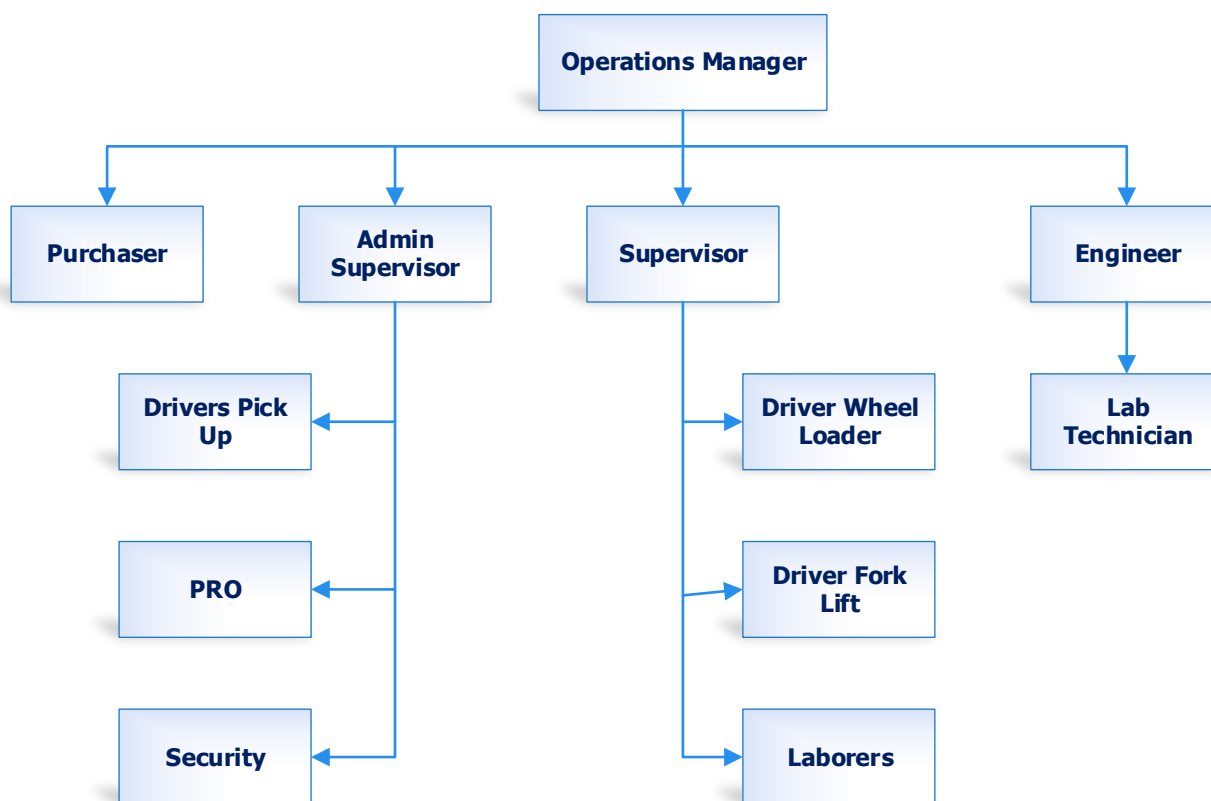 Operations Manager
Purchaser
Admin
Supervisor
Supervisor
Engineer
Drivers Pick
Up
Driver Wheel
Loader
Lab
Technician
PRO
Driver Fork
Lift
Security
Laborers